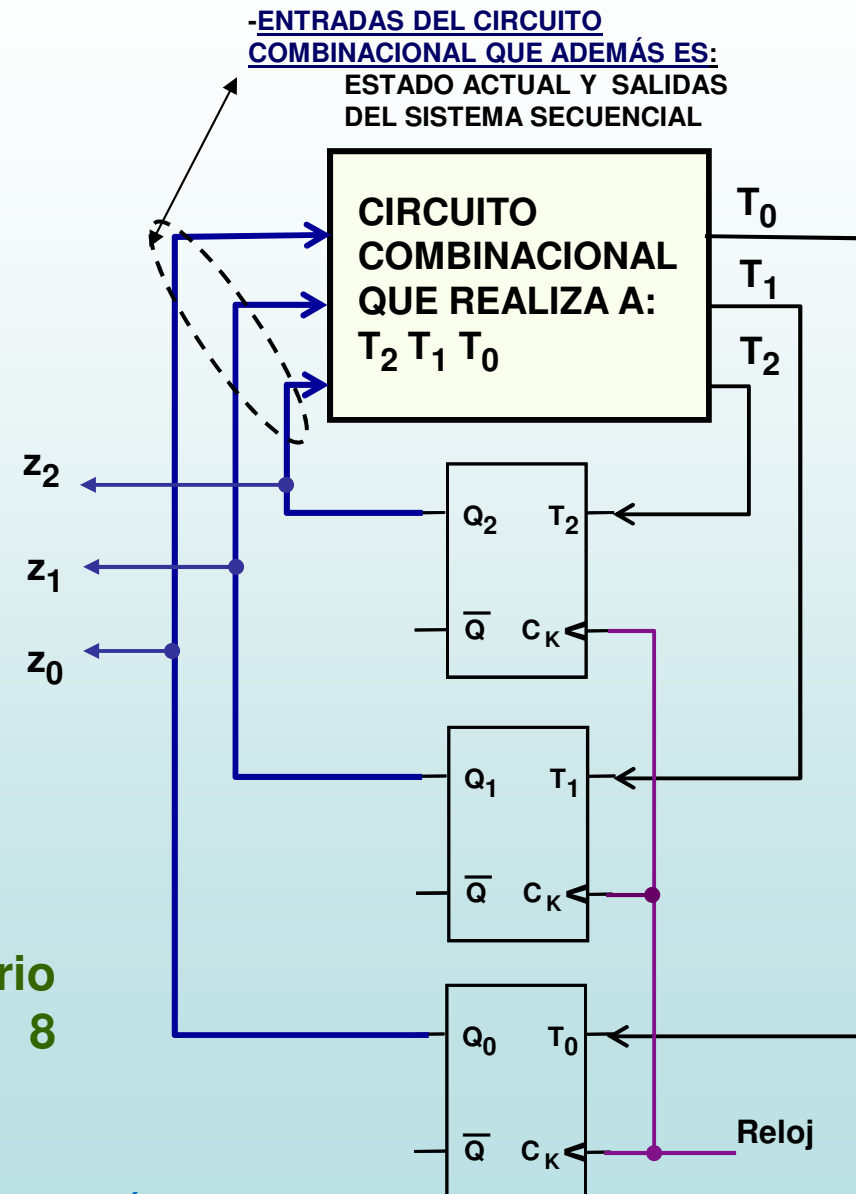 -ENTRADAS DEL CIRCUITO
COMBINACIONAL QUE ADEMÁS ES:
ESTADO ACTUAL Y SALIDAS
DEL SISTEMA SECUENCIAL
CIRCUITO
COMBINACIONAL
QUE REALIZA A:
T2 T1 T0
T0
T1
T2
z2
z1
z0
Q2 T2
Q CK
Q1 T1
Q CK
rio
8
Q0 T0
Q CK
Reloj